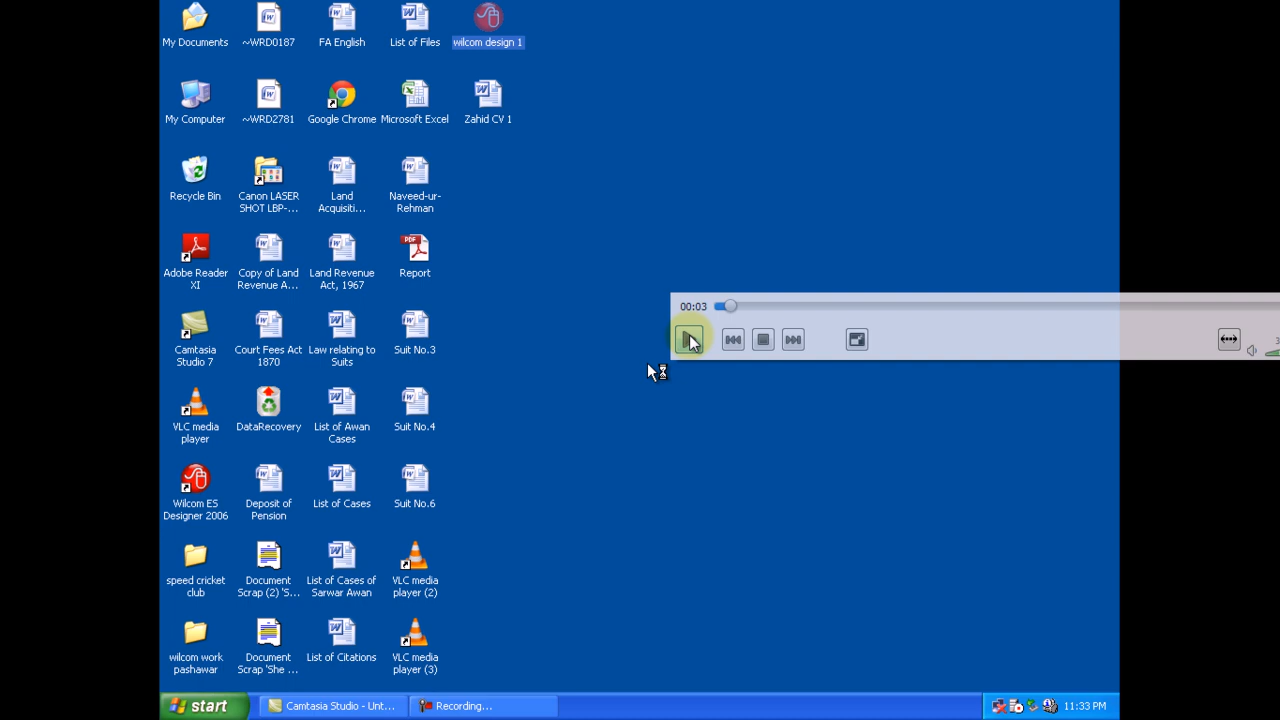 My Documents
~WRD0187
FA English
List of Files
wilcom design 1
My Computer
~WRD2781
Google Chrome
Microsoft Excel
Zahid CV 1
Recycle Bin
Canon LASER
SHOT LBP-...
Land
Acquisiti...
Naveed-ur-
Rehman
Adobe Reader
XI
Copy of Land
Revenue A...
Land Revenue
Act, 1967
PDF
Report
00:03
Camtasia
Studio 7
Court Fees Act
1870
Law relating to
Suits
Suit No.3
VLC media
player
DataRecovery
List of Awan
Cases
Suit No.4
Wilcom ES
Designer 2006
Deposit of
Pension
List of Cases
Suit No.6
speed cricket
club
Document
Scrap (2) 'S...
List of Cases of
Sarwar Awan
VLC media
player (2)
wilcom work
pashawar
Document
Scrap 'She ...
List of Citations
VLC media
player (3)
start
Camtasia Studio - Unt...
Recording...
11:33 PM